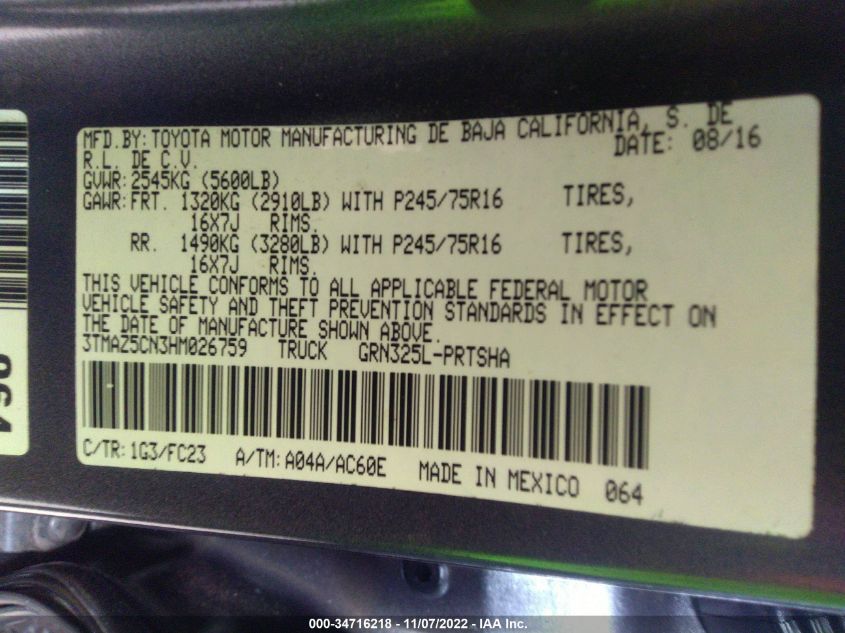 MFD.BY:TOYOTA MOTOR MANUFACTURING DE BAJA CALIFORNIA, S. DE
R.L. DE C.V. DATE: 08/16
GVWR:2545KG (5600LB)
GAWR:FRT. 1320KG (2910LB) WITH P245/75R16 TIRES,
16X7J RIMS.
RR. 1490KG (3280LB) WITH P245/75R16 TIRES,
16X7J RIMS.
THIS VEHICLE CONFORMS TO ALL APPLICABLE FEDERAL MOTOR
VEHICLE SAFETY AND THEFT PREVENTION STANDARDS IN EFFECT ON
THE DATE OF MANUFACTURE SHOWN ABOVE.
3TMAZ5CN3HM026759 TRUCK GRN325L-PRTSHA
C/TR:1G3/FC23 A/TM:A04A/AC60E MADE IN MEXICO 064
064
000-34716218 - 11/07/2022 - IAA Inc.